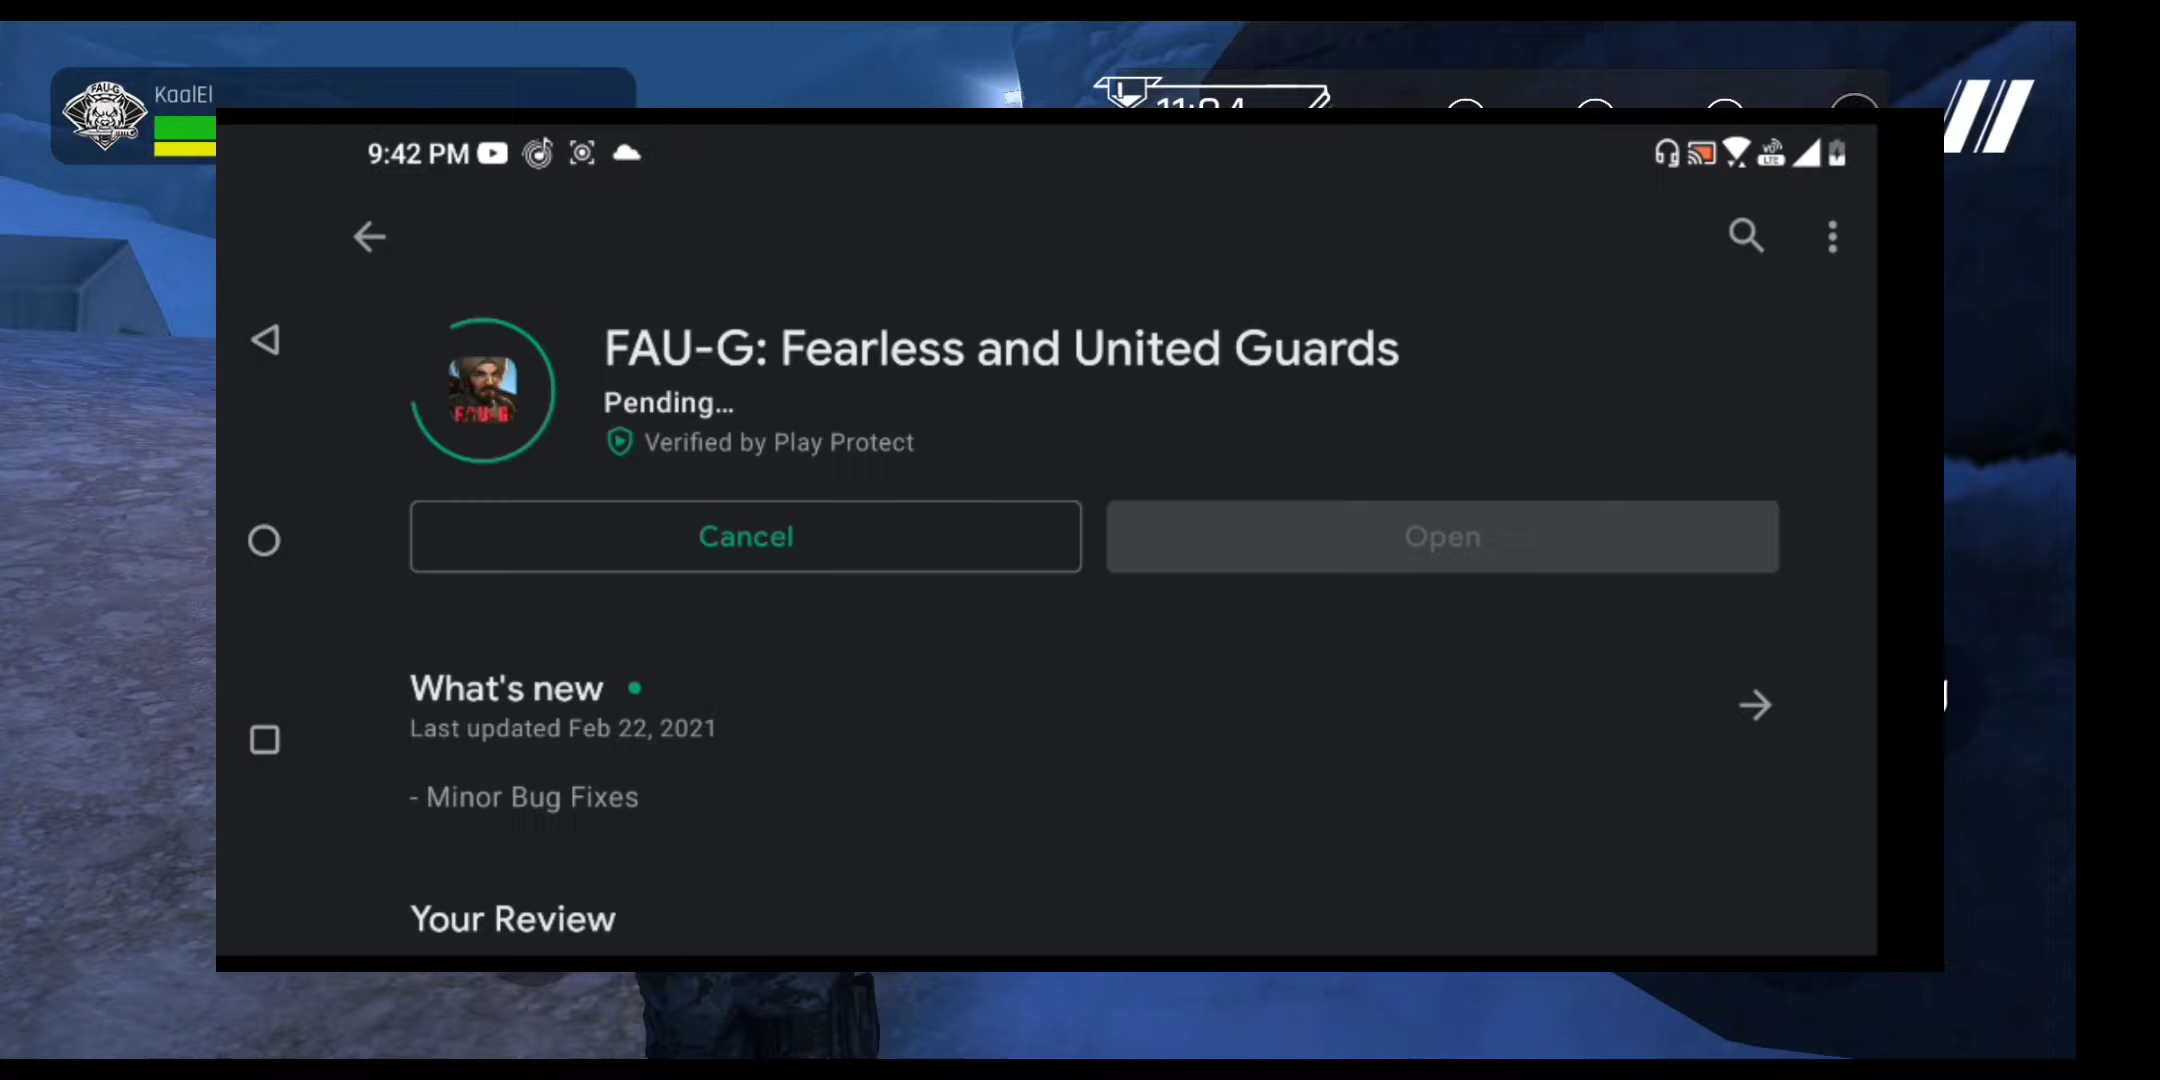 KaalEl
9:42 PM
FAU-G: Fearless and United Guards
FAU-G
Pending...
Verified by Play Protect
Cancel
Open
What's new
Last updated Feb 22, 2021
- Minor Bug Fixes
Your Review